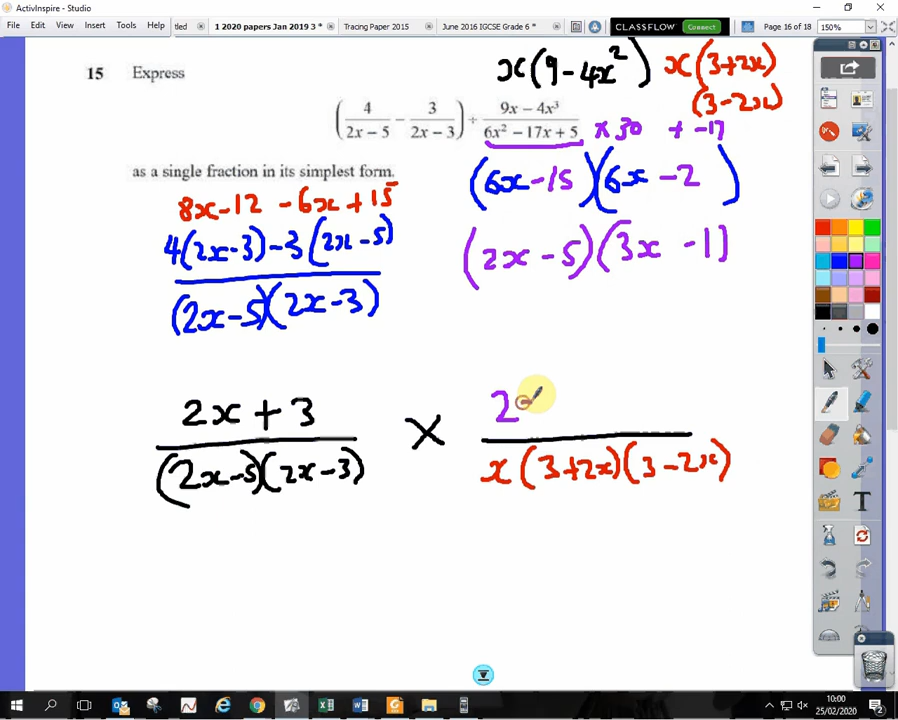 ActivInspire - Studio
File Edit View Insert Tools Help tled 1 2020 papers Jan 2019 3 * Tracing Paper 2015 June 2016 IGCSE Grade 6 * CLASSFLOW Connect Page 16 of 18 150%
x(9-4x²) x(3+2x)
(3-2x)
15 Express
(4/(2x-5) - 3/(2x-3)) ÷ (9x-4x³)/(6x²-17x+5) x30 + -17
as a single fraction in its simplest form.
(6x-15)(6x-2)
8x-12 -6x+15
4(2x-3)-3(2x-5)
(2x-5)(2x-3)
(2x-5)(3x-1)
2x+3
(2x-5)(2x-3)
×
2
x(3+2x)(3-2x)
10:00
25/02/2020